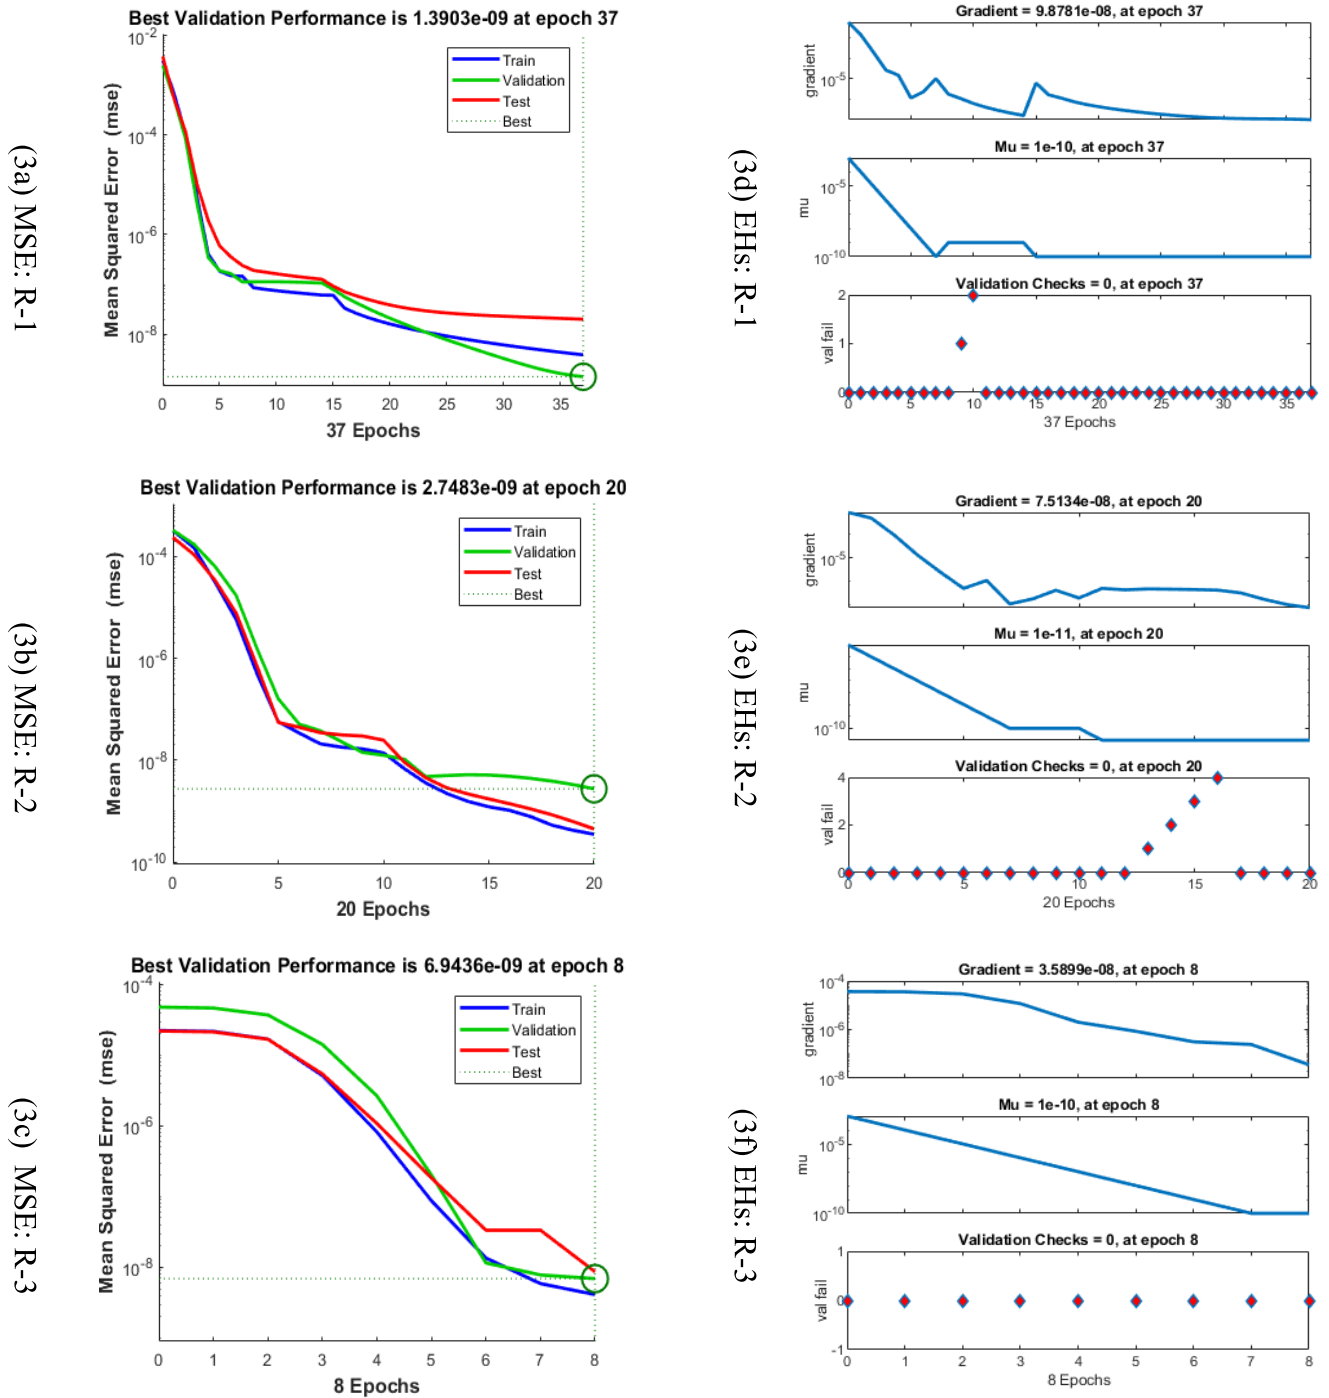 (3a) MSE: R-1
Best Validation Performance is 1.3903e-09 at epoch 37
Mean Squared Error (mse)
10-2
10-4
10-6
10-8
Train
Validation
Test
Best
0 5 10 15 20 25 30 35
37 Epochs
(3d) EHs: R-1
Gradient = 9.8781e-08, at epoch 37
gradient
10-5
Mu = 1e-10, at epoch 37
mu
10-5
10-10
Validation Checks = 0, at epoch 37
val fail
2
1
0
0 5 10 15 20 25 30 35
37 Epochs
(3b) MSE: R-2
Best Validation Performance is 2.7483e-09 at epoch 20
Mean Squared Error (mse)
10-4
10-6
10-8
10-10
Train
Validation
Test
Best
0 5 10 15 20
20 Epochs
(3e) EHs: R-2
Gradient = 7.5134e-08, at epoch 20
gradient
10-5
Mu = 1e-11, at epoch 20
mu
10-10
Validation Checks = 0, at epoch 20
val fail
4
2
0
0 5 10 15 20
20 Epochs
(3c) MSE: R-3
Best Validation Performance is 6.9436e-09 at epoch 8
Mean Squared Error (mse)
10-4
10-6
10-8
Train
Validation
Test
Best
0 1 2 3 4 5 6 7 8
8 Epochs
(3f) EHs: R-3
Gradient = 3.5899e-08, at epoch 8
gradient
10-4
10-6
10-8
Mu = 1e-10, at epoch 8
mu
10-5
10-10
Validation Checks = 0, at epoch 8
val fail
1
0
-1
0 1 2 3 4 5 6 7 8
8 Epochs